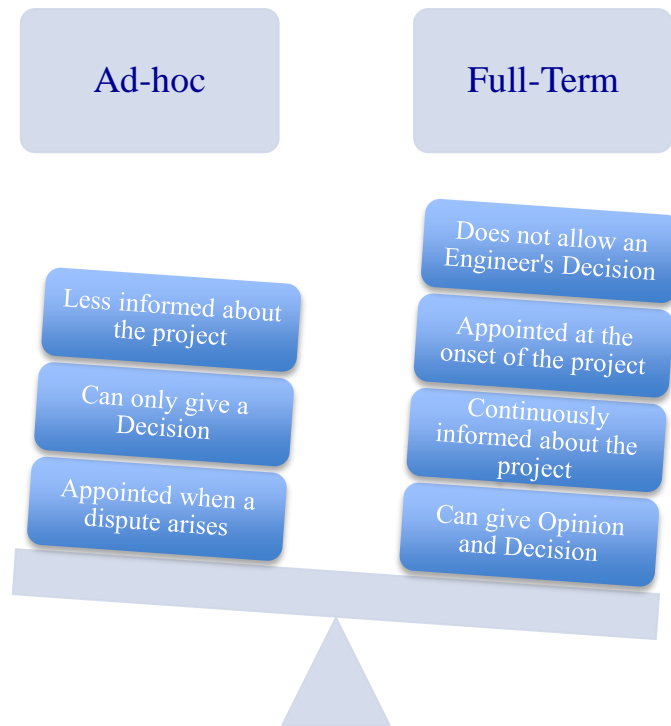 Ad-hoc
Full-Term
Less informed about
the project
Can only give a
Decision
Appointed when a
dispute arises
Does not allow an
Engineer's Decision
Appointed at the
onset of the project
Continuously
informed about the
project
Can give Opinion
and Decision